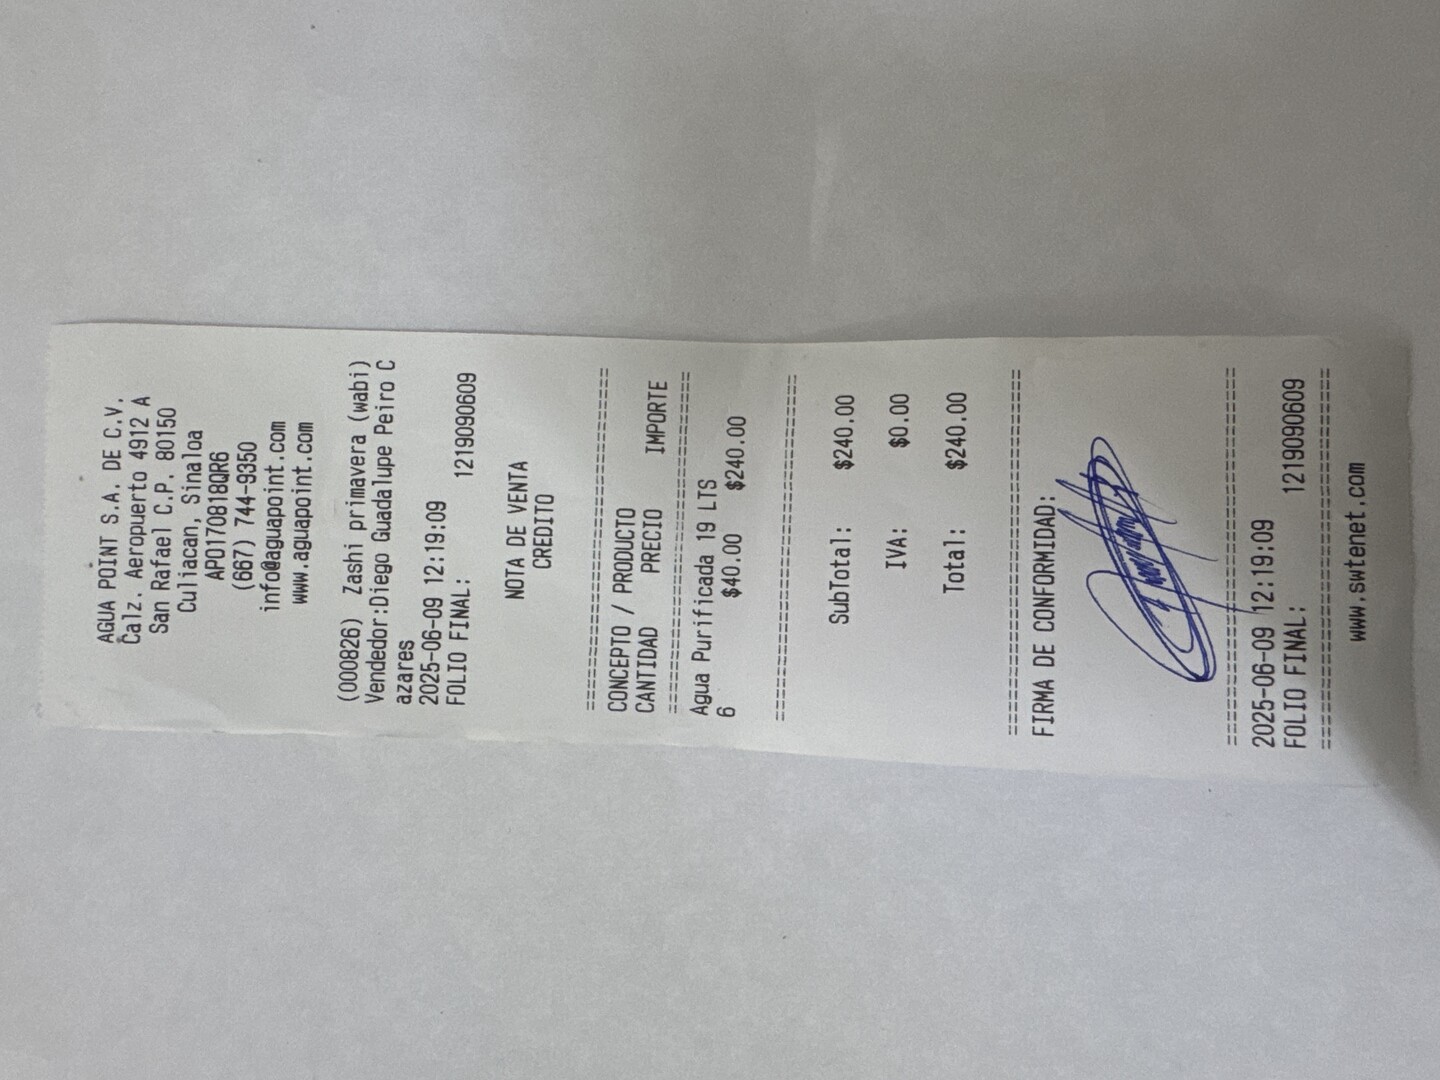 AGUA POINT S.A. DE C.V.
Calz. Aeropuerto 4912 A
San Rafael C.P. 80150
Culiacan, Sinaloa
APO170818QR6
(667) 744-9350
info@aguapoint.com
www.aguapoint.com
(000826) Zashi primavera (wabi)
Vendedor:Diego Guadalupe Peiro C
azares
2025-06-09 12:19:09
FOLIO FINAL: 1219090609
NOTA DE VENTA
CREDITO
================================
CONCEPTO / PRODUCTO
CANTIDAD PRECIO IMPORTE
================================
Agua Purificada 19 LTS
6 $40.00 $240.00
================================
SubTotal: $240.00
IVA: $0.00
Total: $240.00
================================
FIRMA DE CONFORMIDAD:
================================
2025-06-09 12:19:09
FOLIO FINAL: 1219090609
================================
www.swtenet.com